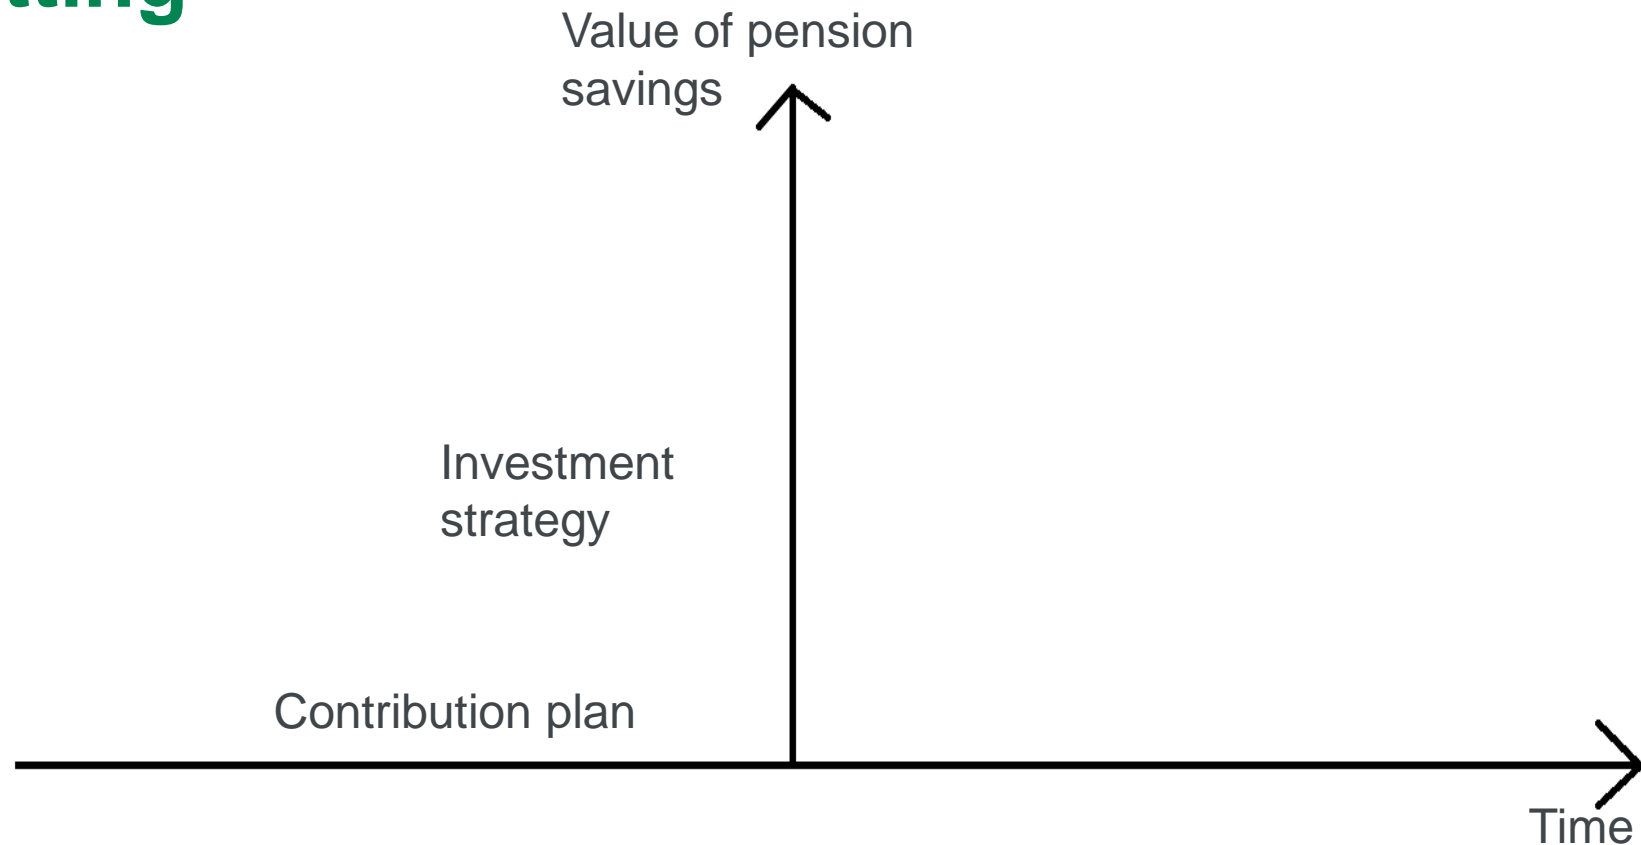 Value of pension
savings
Investment
strategy
Contribution plan
Time